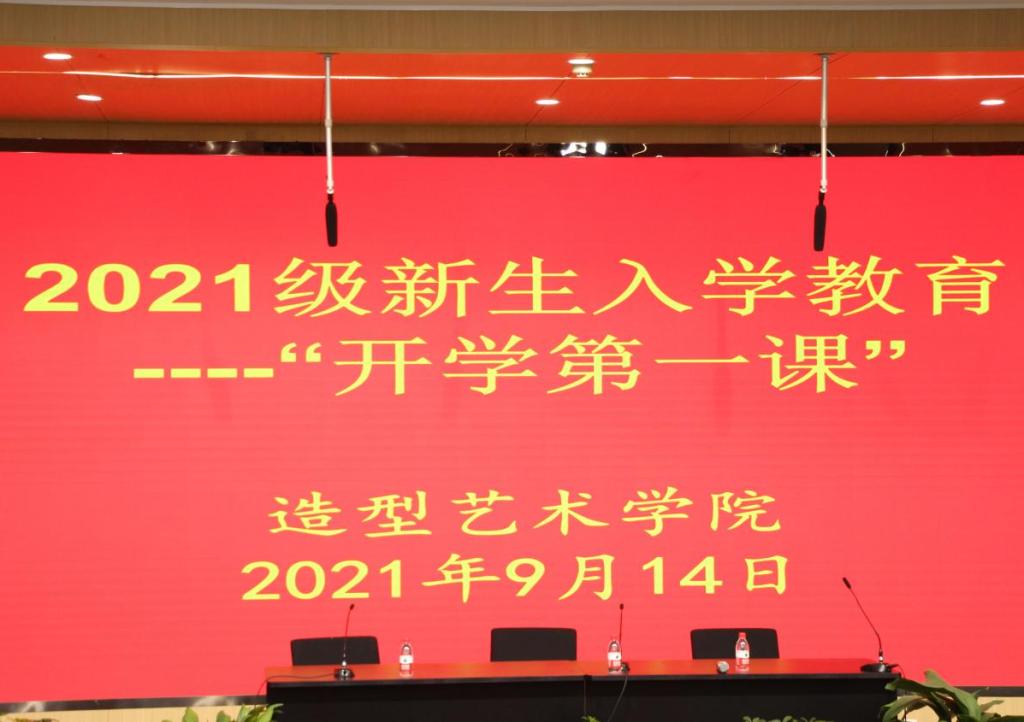 2021级新生入学教育
----“开学第一课”
造型艺术学院
2021年9月14日